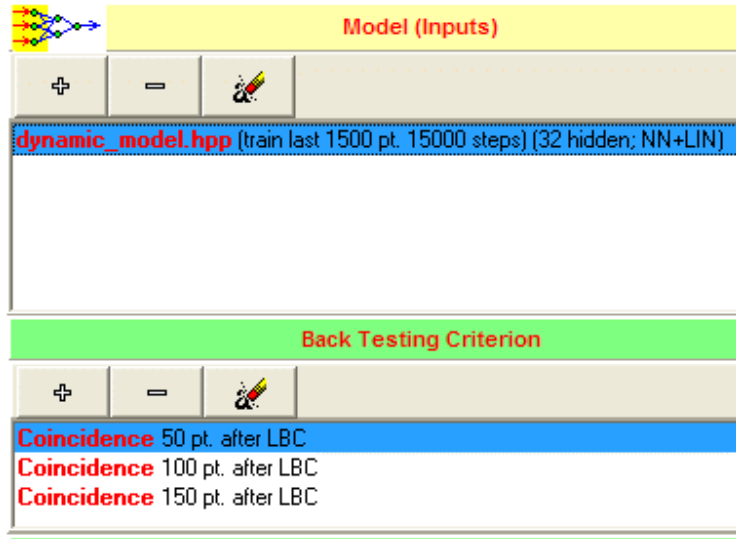 Model (Inputs)
dynamic_model.hpp (train last 1500 pt. 15000 steps) (32 hidden; NN+LIN)
Back Testing Criterion
Coincidence 50 pt. after LBC
Coincidence 100 pt. after LBC
Coincidence 150 pt. after LBC